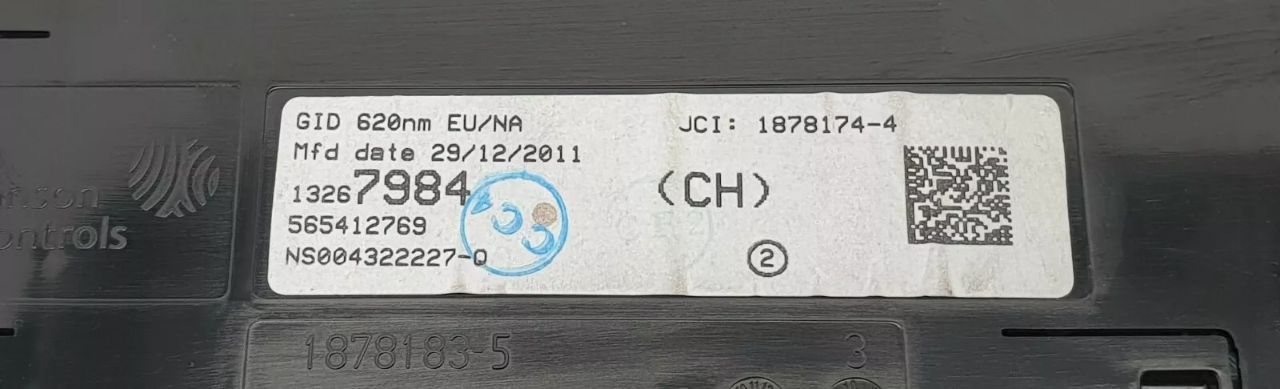 GID 620nm EU/NA
JCI: 1878174-4
Mfd date 29/12/2011
13267984
(CH)
565412769
NS004322227-Q
2
ontrols
1878183-5
3